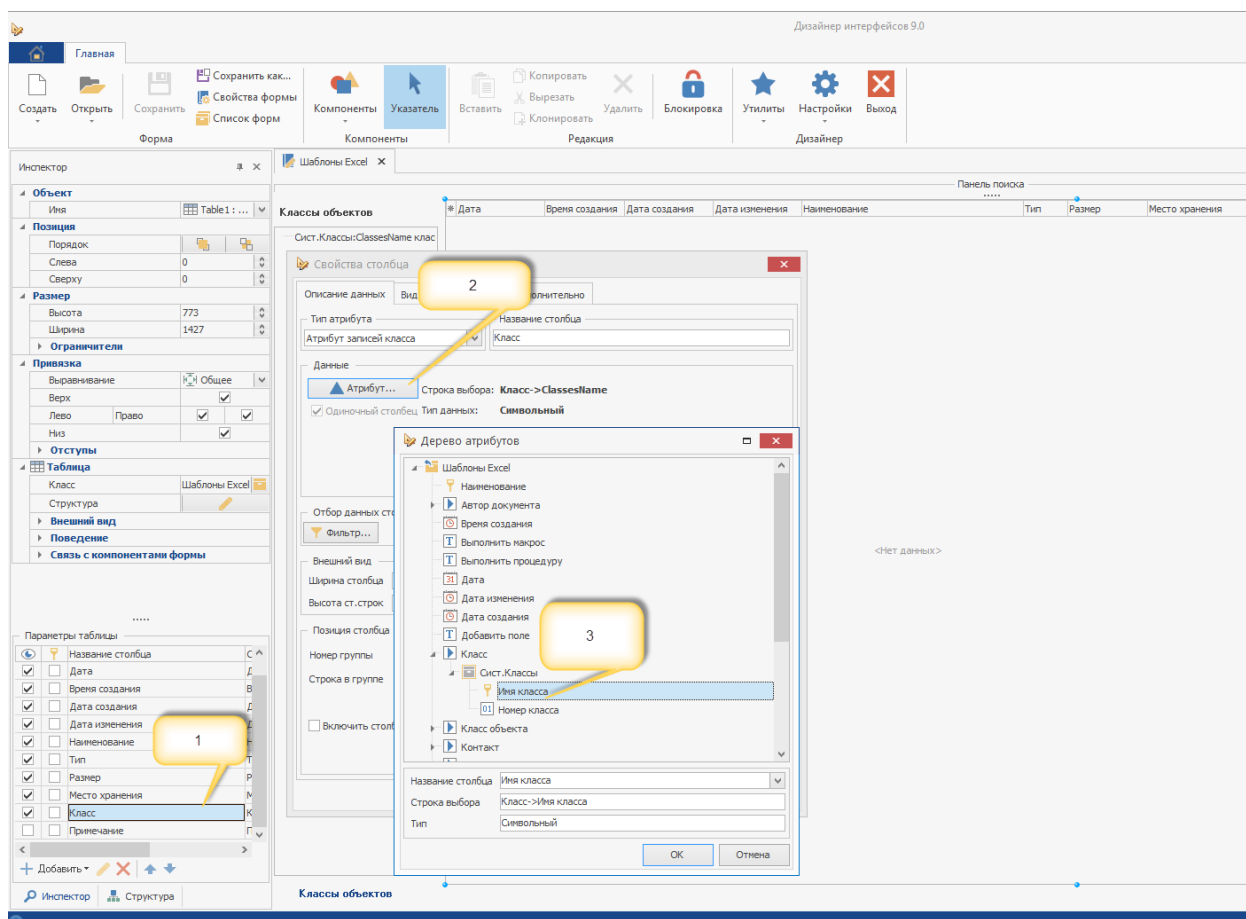 Дизайнер интерфейсов 9.0
Главная
Создать
Открыть
Сохранить
Сохранить как...
Свойства формы
Список форм
Форма
Компоненты
Указатель
Компоненты
Вставить
Копировать
Вырезать
Клонировать
Удалить
Блокировка
Редакция
Утилиты
Настройки
Выход
Дизайнер
Инспектор
Объект
Имя Table1 : ...
Позиция
Порядок
Слева 0
Сверху 0
Размер
Высота 773
Ширина 1427
Ограничители
Привязка
Выравнивание Общее
Верх
Лево Право
Низ
Отступы
Таблица
Класс Шаблоны Excel
Структура
Внешний вид
Поведение
Связь с компонентами формы
Параметры таблицы
Название столбца С
Дата Д
Время создания В
Дата создания Д
Дата изменения Д
Наименование Н
Тип Т
Размер Р
Место хранения М
Класс К
Примечание П
1
Добавить
Инспектор Структура
Шаблоны Excel
Панель поиска
Классы объектов
Дата Время создания Дата создания Дата изменения Наименование Тип Размер Место хранения
Сист.Классы:ClassesName клас
<Нет данных>
Классы объектов
Свойства столбца
2
Описание данных Вид олнительно
Тип атрибута Название столбца
Атрибут записей класса Класс
Данные
Атрибут... Строка выбора: Класс->ClassesName
Одиночный столбец Тип данных: Символьный
Отбор данных ст
Фильтр...
Внешний вид
Ширина столбца
Высота ст.строк
Позиция столбца
Номер группы
Строка в группе
Включить столб
Дерево атрибутов
Шаблоны Excel
Наименование
Автор документа
Время создания
Выполнить макрос
Выполнить процедуру
Дата
Дата изменения
Дата создания
Добавить поле
3
Класс
Сист.Классы
Имя класса
Номер класса
Класс объекта
Контакт
Название столбца Имя класса
Строка выбора Класс->Имя класса
Тип Символьный
ОК Отмена